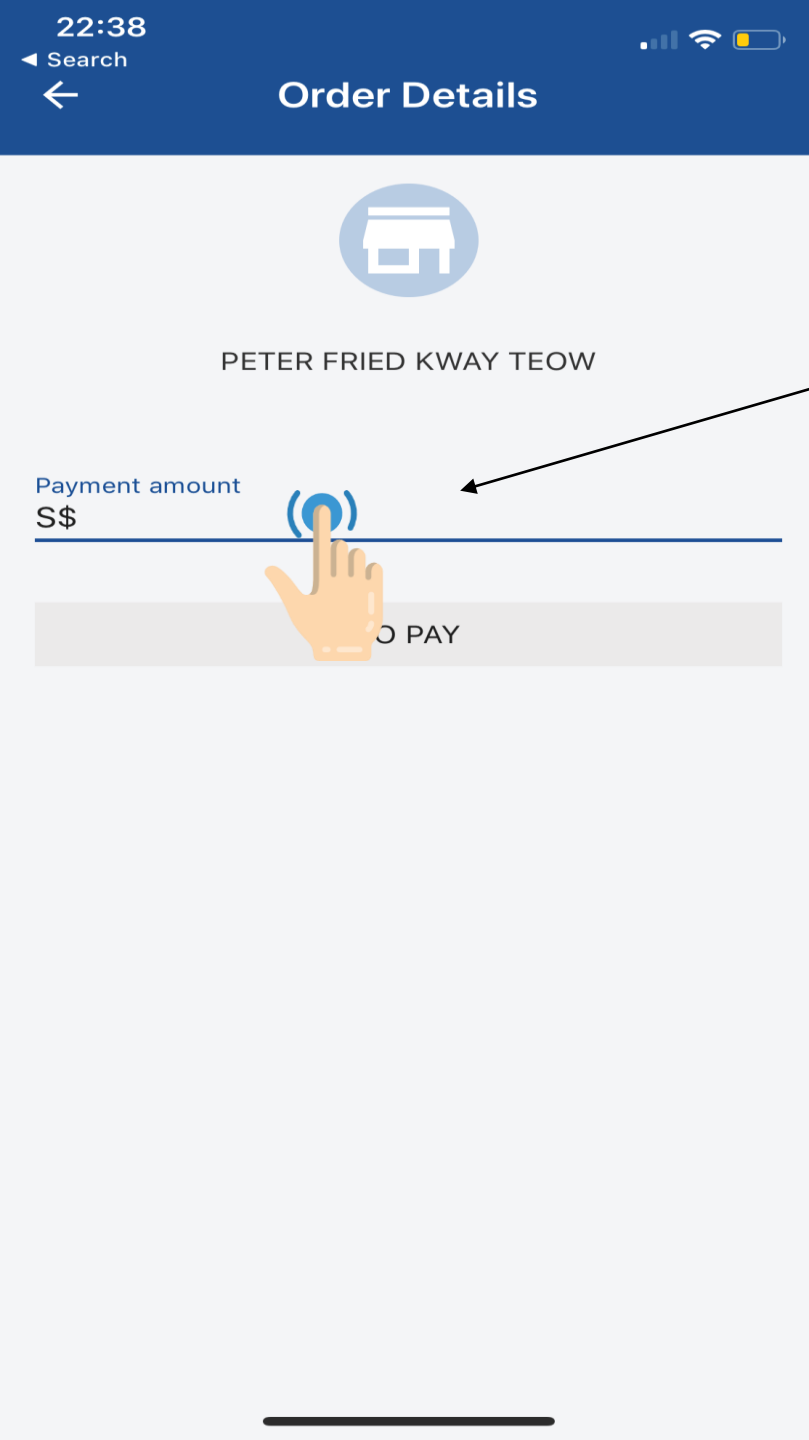 22:38
◀ Search
Order Details
PETER FRIED KWAY TEOW
Payment amount
S$
O PAY